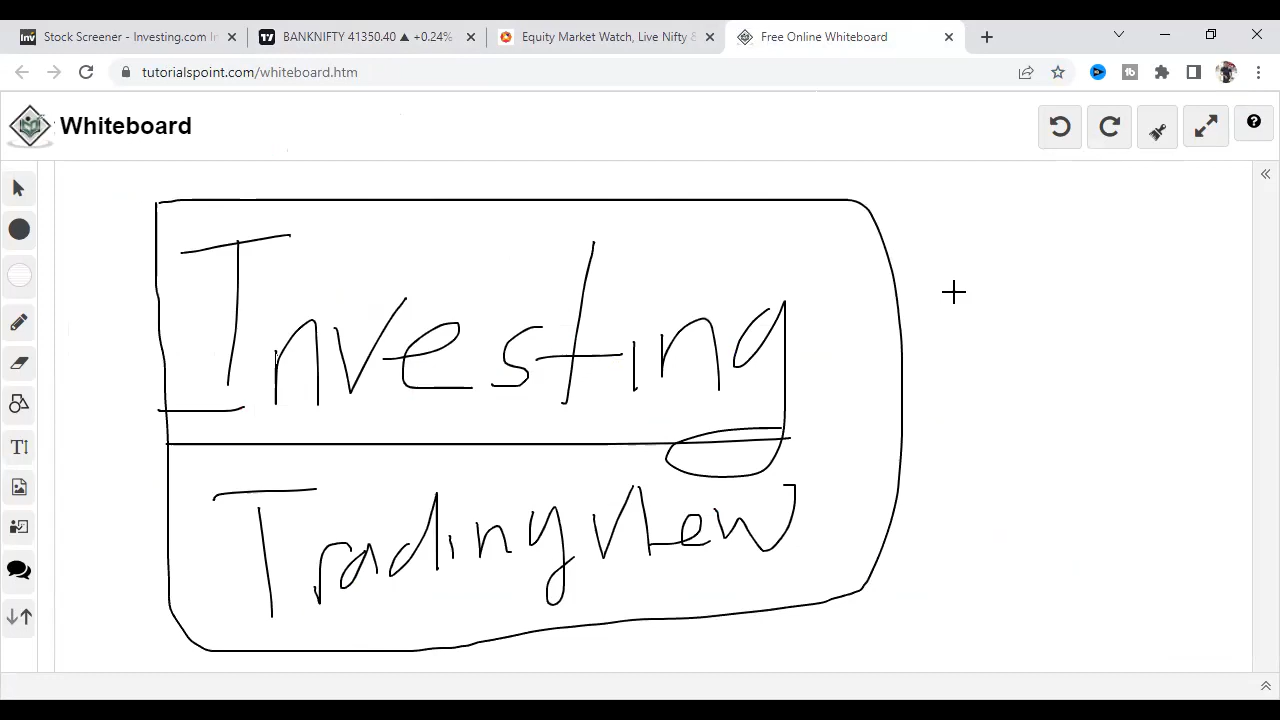 Stock Screener - Investing.com In
BANKNIFTY 41350.40 ▲ +0.24%
Equity Market Watch, Live Nifty &
Free Online Whiteboard
tutorialspoint.com/whiteboard.htm
Whiteboard
Investing
Tradingview